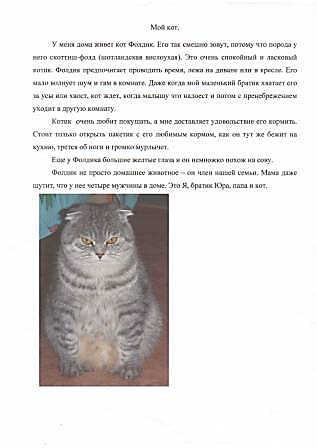 Мой кот.
У меня дома живет кот Фолдик. Его так смешно зовут, потому что порода у
него скоттиш-фолд (шотландская вислоухая). Это очень спокойный и ласковый
котик. Фолдик предпочитает проводить время, лежа на диване или в кресле. Его
мало волнует шум и гам в комнате. Даже когда мой маленький братик хватает его
за усы или хвост, кот ждет, когда малышу это надоест и потом с пренебрежением
уходит в другую комнату.
Котик очень любит покушать, а мне доставляет удовольствие его кормить.
Стоит только открыть пакетик с его любимым кормом, как он тут же бежит на
кухню, трется об ноги и громко мурлычет.
Еще у Фолдика большие желтые глаза и он немножко похож на сову.
Фолдик не просто домашнее животное – он член нашей семьи. Мама даже
шутит, что у нее четыре мужчины в доме. Это Я, братик Юра, папа и кот.